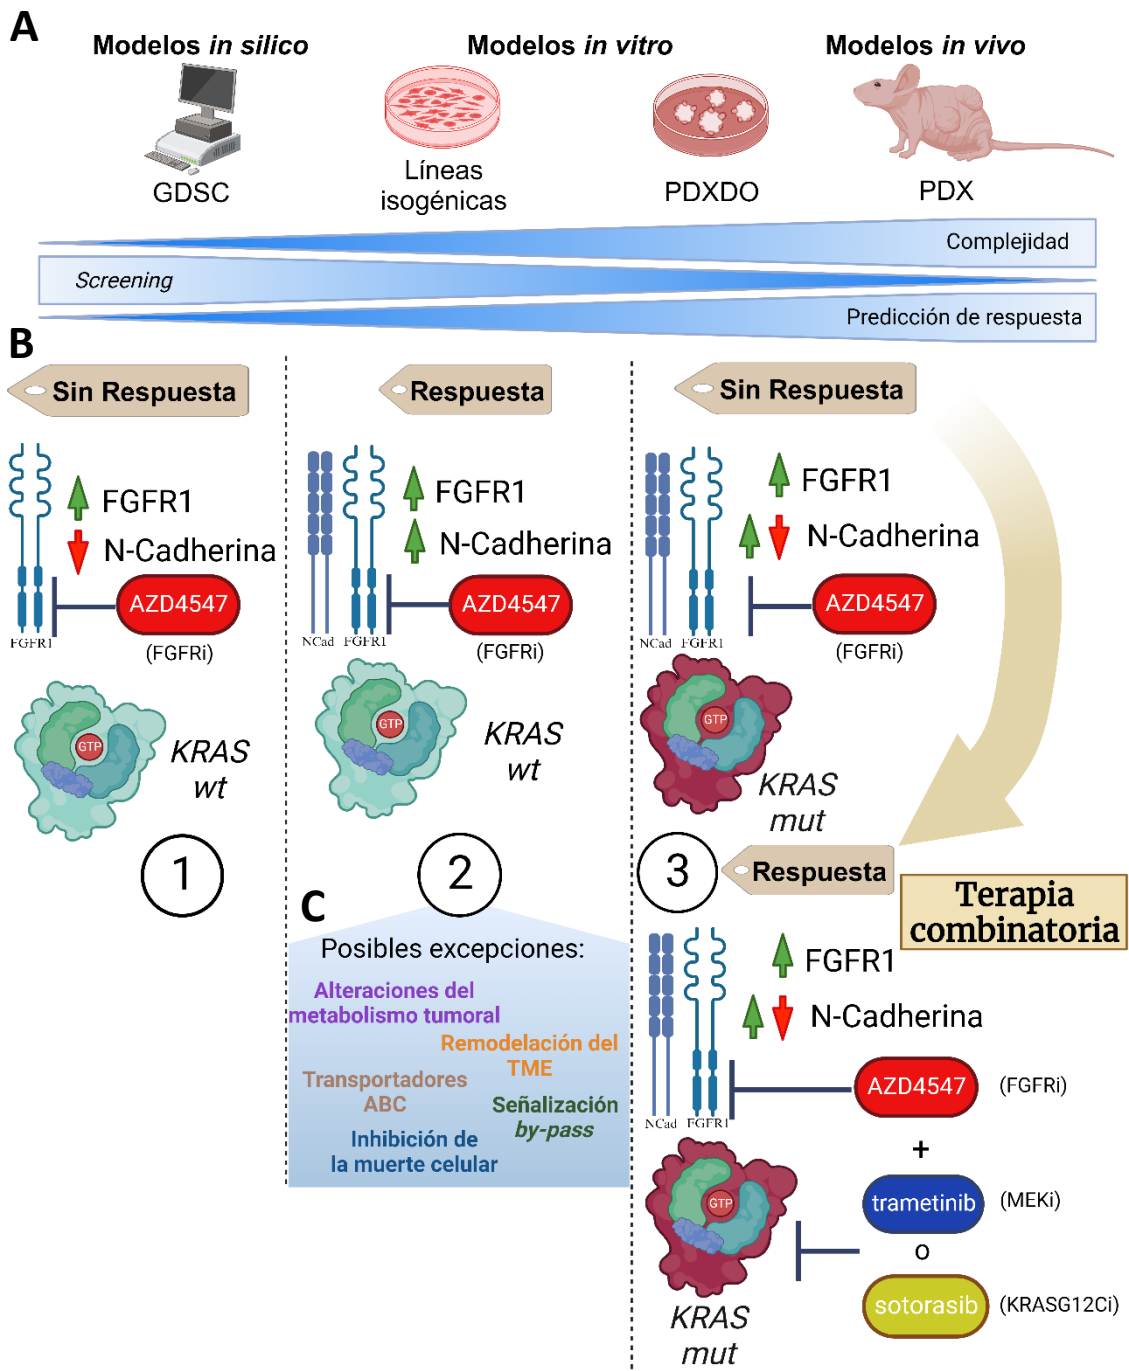 A
Modelos in silico
Modelos in vitro
Modelos in vivo
GDSC
Líneas
isogénicas
PDXDO
PDX
Complejidad
Screening
Predicción de respuesta
B
Sin Respuesta
FGFR1
N-Cadherina
AZD4547
(FGFRi)
FGFR1
GTP
KRAS
wt
1
Respuesta
FGFR1
N-Cadherina
AZD4547
(FGFRi)
NCad
FGFR1
GTP
KRAS
wt
2
Sin Respuesta
FGFR1
N-Cadherina
AZD4547
(FGFRi)
NCad
FGFR1
GTP
KRAS
mut
3
Respuesta
Terapia
combinatoria
FGFR1
N-Cadherina
AZD4547
(FGFRi)
NCad
FGFR1
+
trametinib
(MEKi)
o
sotorasib
(KRASG12Ci)
GTP
KRAS
mut
C
Posibles excepciones:
Alteraciones del
metabolismo tumoral
Remodelación del
TME
Transportadores
ABC
Señalización
by-pass
Inhibición de
la muerte celular